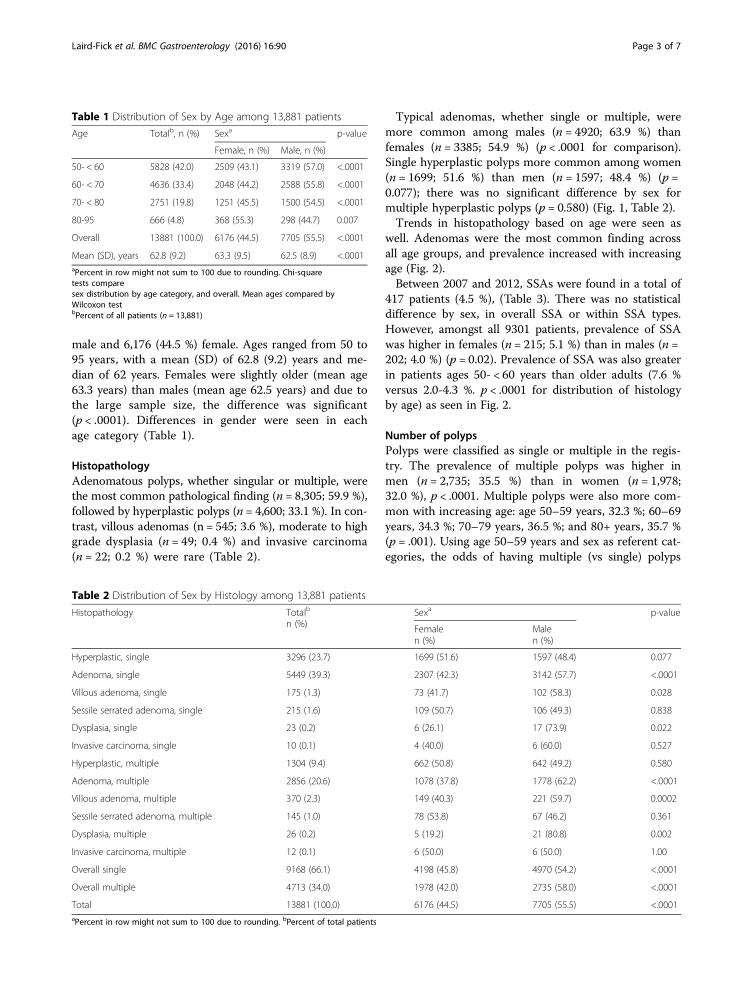 Laird-Fick et al. BMC Gastroenterology (2016) 16:90 Page 3 of 7
Table 1 Distribution of Sex by Age among 13,881 patients
Age Totalb, n (%) Sexa p-value
Female, n (%) Male, n (%)
50- < 60 5828 (42.0) 2509 (43.1) 3319 (57.0) <.0001
60- < 70 4636 (33.4) 2048 (44.2) 2588 (55.8) <.0001
70- < 80 2751 (19.8) 1251 (45.5) 1500 (54.5) <.0001
80-95 666 (4.8) 368 (55.3) 298 (44.7) 0.007
Overall 13881 (100.0) 6176 (44.5) 7705 (55.5) <.0001
Mean (SD), years 62.8 (9.2) 63.3 (9.5) 62.5 (8.9) <.0001
aPercent in row might not sum to 100 due to rounding. Chi-square
tests compare
sex distribution by age category, and overall. Mean ages compared by
Wilcoxon test
bPercent of all patients (n = 13,881)
male and 6,176 (44.5 %) female. Ages ranged from 50 to
95 years, with a mean (SD) of 62.8 (9.2) years and me-
dian of 62 years. Females were slightly older (mean age
63.3 years) than males (mean age 62.5 years) and due to
the large sample size, the difference was significant
(p < .0001). Differences in gender were seen in each
age category (Table 1).
Histopathology
Adenomatous polyps, whether singular or multiple, were
the most common pathological finding (n = 8,305; 59.9 %),
followed by hyperplastic polyps (n = 4,600; 33.1 %). In con-
trast, villous adenomas (n = 545; 3.6 %), moderate to high
grade dysplasia (n = 49; 0.4 %) and invasive carcinoma
(n = 22; 0.2 %) were rare (Table 2).
Typical adenomas, whether single or multiple, were
more common among males (n = 4920; 63.9 %) than
females (n = 3385; 54.9 %) (p < .0001 for comparison).
Single hyperplastic polyps more common among women
(n = 1699; 51.6 %) than men (n = 1597; 48.4 %) (p =
0.077); there was no significant difference by sex for
multiple hyperplastic polyps (p = 0.580) (Fig. 1, Table 2).
Trends in histopathology based on age were seen as
well. Adenomas were the most common finding across
all age groups, and prevalence increased with increasing
age (Fig. 2).
Between 2007 and 2012, SSAs were found in a total of
417 patients (4.5 %), (Table 3). There was no statistical
difference by sex, in overall SSA or within SSA types.
However, amongst all 9301 patients, prevalence of SSA
was higher in females (n = 215; 5.1 %) than in males (n =
202; 4.0 %) (p = 0.02). Prevalence of SSA was also greater
in patients ages 50- < 60 years than older adults (7.6 %
versus 2.0-4.3 %. p < .0001 for distribution of histology
by age) as seen in Fig. 2.
Number of polyps
Polyps were classified as single or multiple in the regis-
try. The prevalence of multiple polyps was higher in
men (n = 2,735; 35.5 %) than in women (n = 1,978;
32.0 %), p < .0001. Multiple polyps were also more com-
mon with increasing age: age 50–59 years, 32.3 %; 60–69
years, 34.3 %; 70–79 years, 36.5 %; and 80+ years, 35.7 %
(p = .001). Using age 50–59 years and sex as referent cat-
egories, the odds of having multiple (vs single) polyps
Table 2 Distribution of Sex by Histology among 13,881 patients
Histopathology Totalb Sexa p-value
n (%)
Female Male
n (%) n (%)
Hyperplastic, single 3296 (23.7) 1699 (51.6) 1597 (48.4) 0.077
Adenoma, single 5449 (39.3) 2307 (42.3) 3142 (57.7) <.0001
Villous adenoma, single 175 (1.3) 73 (41.7) 102 (58.3) 0.028
Sessile serrated adenoma, single 215 (1.6) 109 (50.7) 106 (49.3) 0.838
Dysplasia, single 23 (0.2) 6 (26.1) 17 (73.9) 0.022
Invasive carcinoma, single 10 (0.1) 4 (40.0) 6 (60.0) 0.527
Hyperplastic, multiple 1304 (9.4) 662 (50.8) 642 (49.2) 0.580
Adenoma, multiple 2856 (20.6) 1078 (37.8) 1778 (62.2) <.0001
Villous adenoma, multiple 370 (2.3) 149 (40.3) 221 (59.7) 0.0002
Sessile serrated adenoma, multiple 145 (1.0) 78 (53.8) 67 (46.2) 0.361
Dysplasia, multiple 26 (0.2) 5 (19.2) 21 (80.8) 0.002
Invasive carcinoma, multiple 12 (0.1) 6 (50.0) 6 (50.0) 1.00
Overall single 9168 (66.1) 4198 (45.8) 4970 (54.2) <.0001
Overall multiple 4713 (34.0) 1978 (42.0) 2735 (58.0) <.0001
Total 13881 (100.0) 6176 (44.5) 7705 (55.5) <.0001
aPercent in row might not sum to 100 due to rounding. bPercent of total patients